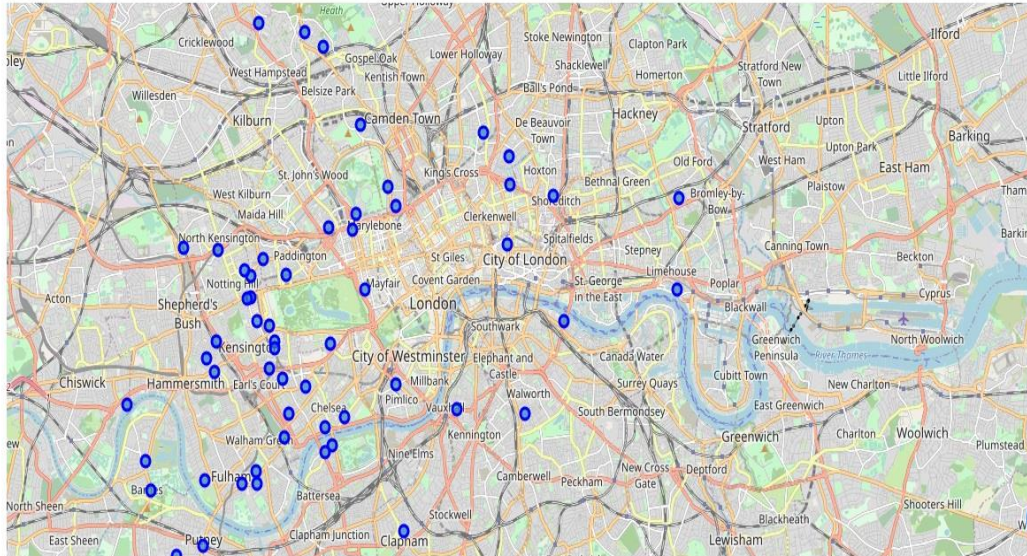 Heath
Upper Holloway
Cricklewood
Stoke Newington
Clapton Park
Ilford
Gospel Oak
Lower Holloway
Shacklewell
Stratford New
Town
West Hampstead
Kentish Town
Homerton
Little Ilford
Belsize Park
Ball's Pond
Willesden
Hackney
Kilburn
Camden Town
De Beauvoir
Town
Stratford
Upton
Barking
Upton Park
West Ham
East Ham
Old Ford
Hoxton
King's Cross
St. John's Wood
Bethnal Green
Plaistow
West Kilburn
Bromley-by-
Bow
Shoreditch
Maida Hill
Clerkenwell
Marylebone
North Kensington
Spitalfields
Stepney
Canning Town
Paddington
St Giles
City of London
Beckton
Limehouse
Notting Hill
Mayfair
Covent Garden
St. George
in the East
Poplar
Cyprus
Acton
Shepherd's
Bush
London
Blackwall
Southwark
Greenwich
Peninsula
North Woolwich
Kensington
City of Westminster
Elephant and
Castle
Canada Water
River Thames
Chiswick
Hammersmith
Earl's Court
Millbank
Pimlico
Walworth
Surrey Quays
Cubitt Town
New Charlton
Chelsea
Vauxhall
South Bermondsey
East Greenwich
Walham Green
Kennington
Greenwich
Charlton
Woolwich
Plumstead
Nine Elms
Fulham
Camberwell
Peckham
New Cross
Gate
Deptford
Barnes
Battersea
North Sheen
Stockwell
Shooters Hill
East Sheen
Putney
Clapham Junction
Clapham
Blackheath
Lewisham